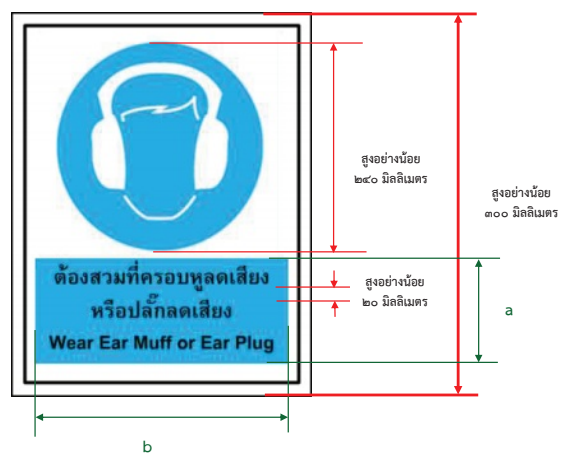 สูงอย่างน้อย
๒๔๐ มิลลิเมตร
สูงอย่างน้อย
๓๐๐ มิลลิเมตร
ต้องสวมที่ครอบหูลดเสียง
หรือปลั๊กลดเสียง
Wear Ear Muff or Ear Plug
สูงอย่างน้อย
๒๐ มิลลิเมตร
a
b